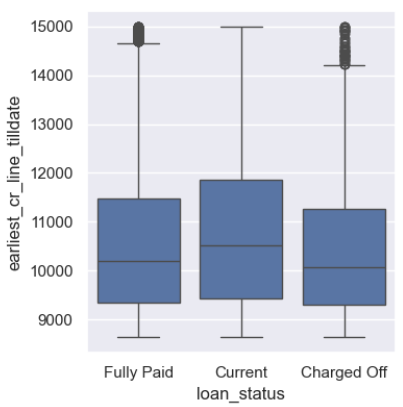 15000
14000
13000
12000
11000
10000
9000
earliest_cr_line_tilldate
Fully Paid
Current
Charged Off
loan_status